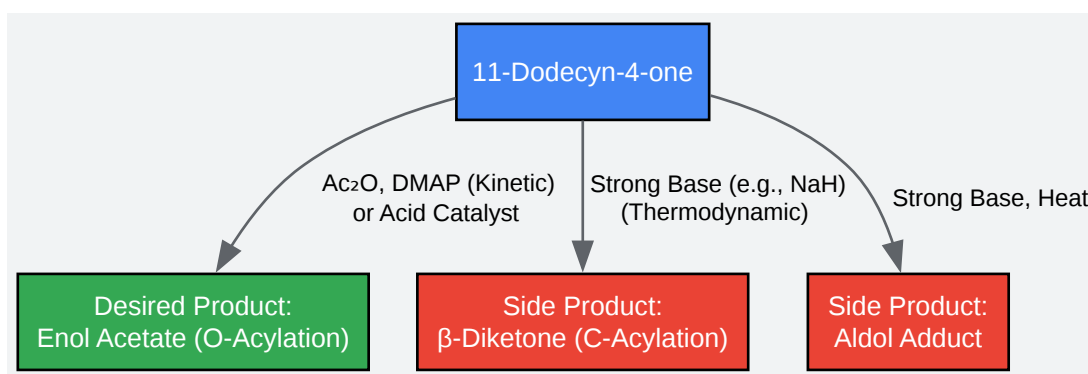 11-Dodecyn-4-one
Ac₂O, DMAP (Kinetic)
or Acid Catalyst
Strong Base (e.g., NaH)
(Thermodynamic)
Strong Base, Heat
Desired Product:
Enol Acetate (O-Acylation)
Side Product:
β-Diketone (C-Acylation)
Side Product:
Aldol Adduct